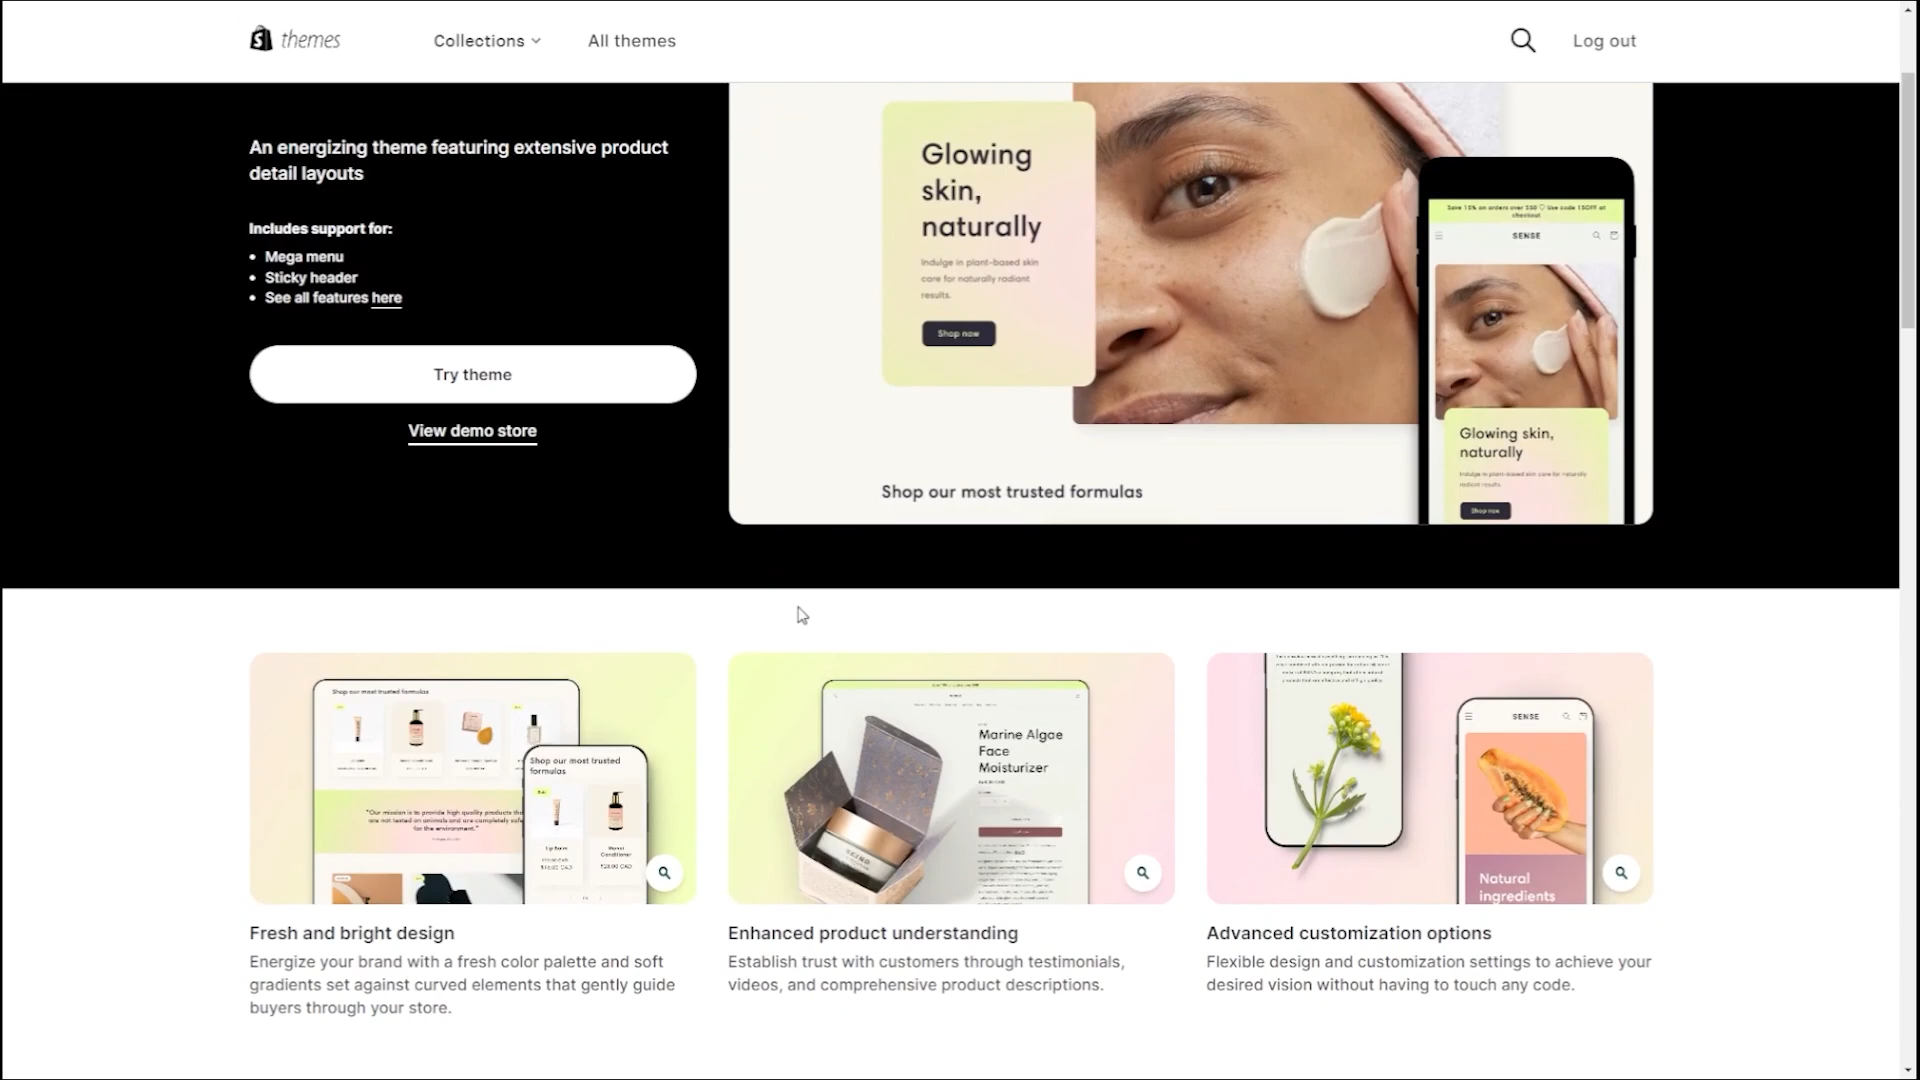 themes
Collections
All themes
Log out
An energizing theme featuring extensive product
detail layouts
Includes support for:
• Mega menu
• Sticky header
• See all features here
Try theme
View demo store
Glowing
skin,
naturally
Indulge in plant-based skin
care for naturally radiant
results.
Shop now
Shop our most trusted formulas
Save 15% on orders over $50 ♡ Use code 15OFF at
checkout
SENSE
Glowing skin,
naturally
Indulge in plant-based skin care for naturally
radiant results.
Shop now
Shop our most trusted formulas
"Our mission is to provide high quality products tha
are not tested on animals and are completely safe
for the environment."
Shop our most trusted
formulas
Lip Balm
Conditioner
Marine Algae
Face
Moisturizer
SENSE
Natural
ingredients
Fresh and bright design
Energize your brand with a fresh color palette and soft
gradients set against curved elements that gently guide
buyers through your store.
Enhanced product understanding
Establish trust with customers through testimonials,
videos, and comprehensive product descriptions.
Advanced customization options
Flexible design and customization settings to achieve your
desired vision without having to touch any code.